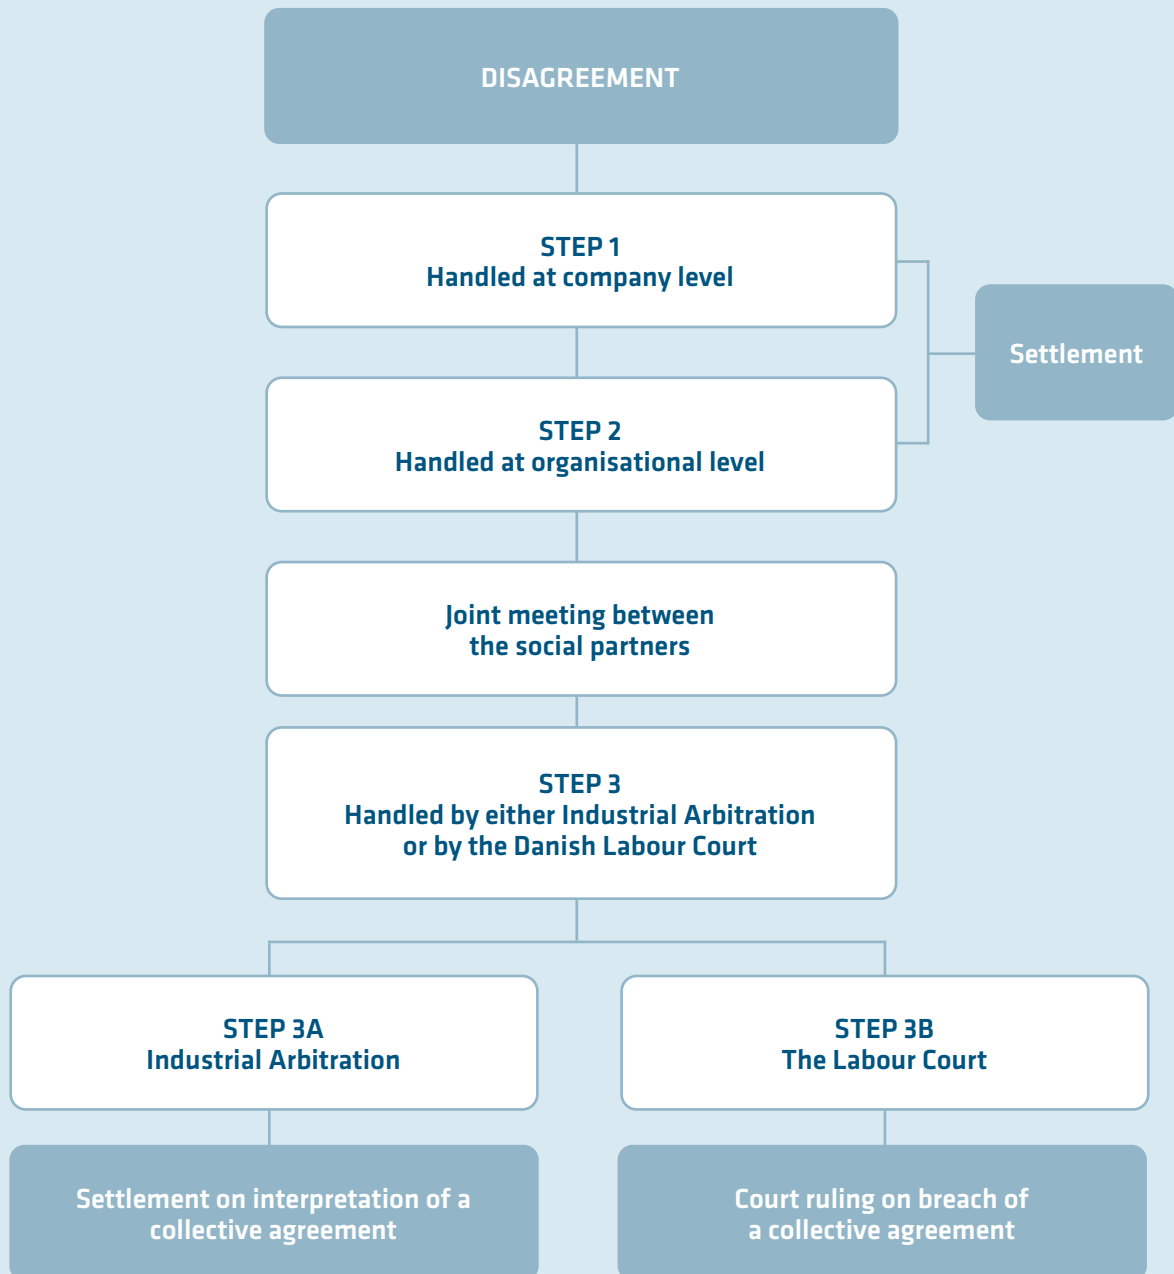 DISAGREEMENT
STEP 1
Handled at company level
Settlement
STEP 2
Handled at organisational level
Joint meeting between
the social partners
STEP 3
Handled by either Industrial Arbitration
or by the Danish Labour Court
STEP 3A
Industrial Arbitration
STEP 3B
The Labour Court
Settlement on interpretation of a
collective agreement
Court ruling on breach of
a collective agreement